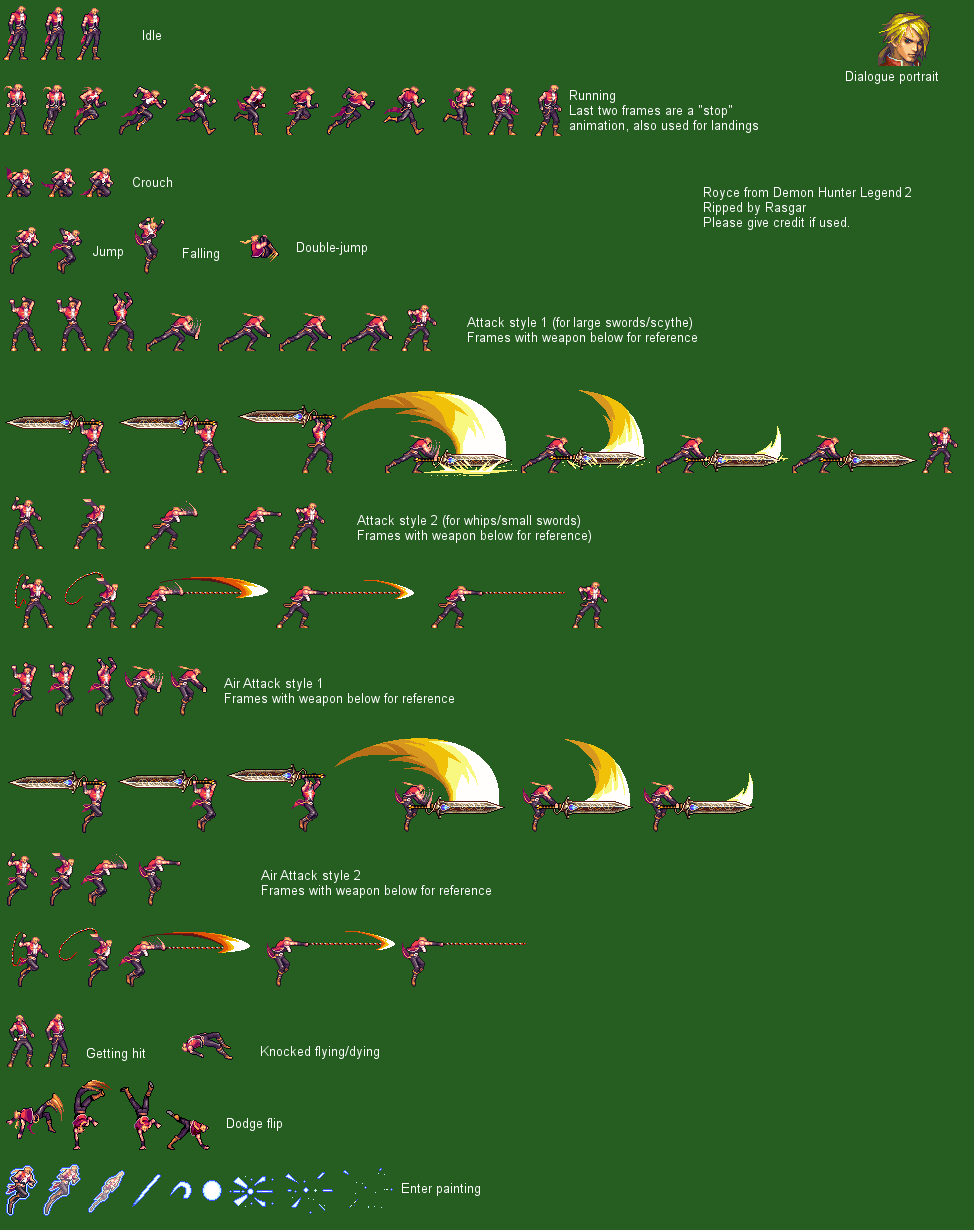 Idle
Dialogue portrait
Running
Last two frames are a "stop"
animation, also used for landings
Crouch
Royce from Demon Hunter Legend 2
Ripped by Rasgar
Please give credit if used.
Jump
Falling
Double-jump
Attack style 1 (for large swords/scythe)
Frames with weapon below for reference
Attack style 2 (for whips/small swords)
Frames with weapon below for reference)
Air Attack style 1
Frames with weapon below for reference
Air Attack style 2
Frames with weapon below for reference
Getting hit
Knocked flying/dying
Dodge flip
Enter painting